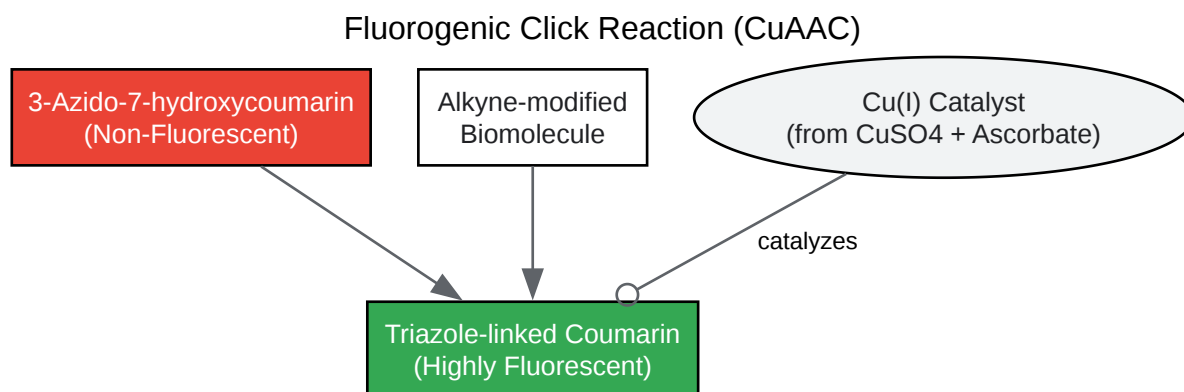 Fluorogenic Click Reaction (CuAAC)
3-Azido-7-hydroxycoumarin
(Non-Fluorescent)
Alkyne-modified
Biomolecule
Cu(I) Catalyst
(from CuSO4 + Ascorbate)
catalyzes
Triazole-linked Coumarin
(Highly Fluorescent)